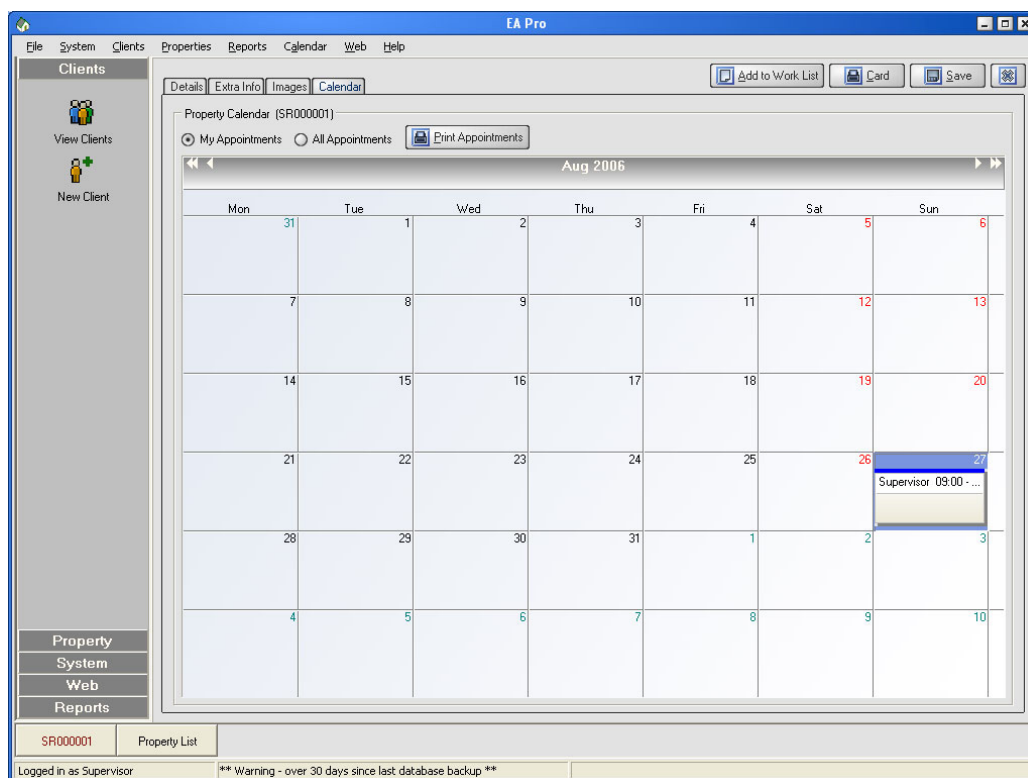 EA Pro
File System Clients Properties Reports Calendar Web Help
Clients
View Clients
New Client
Property
System
Web
Reports
Add to Work List Card Save
Details Extra Info Images Calendar
Property Calendar (SR000001)
My Appointments All Appointments Print Appointments
Aug 2006
Mon Tue Wed Thu Fri Sat Sun
31 1 2 3 4 5 6
7 8 9 10 11 12 13
14 15 16 17 18 19 20
21 22 23 24 25 26 27
Supervisor 09:00 - ...
28 29 30 31 1 2 3
4 5 6 7 8 9 10
SR000001 Property List
Logged in as Supervisor ** Warning - over 30 days since last database backup **